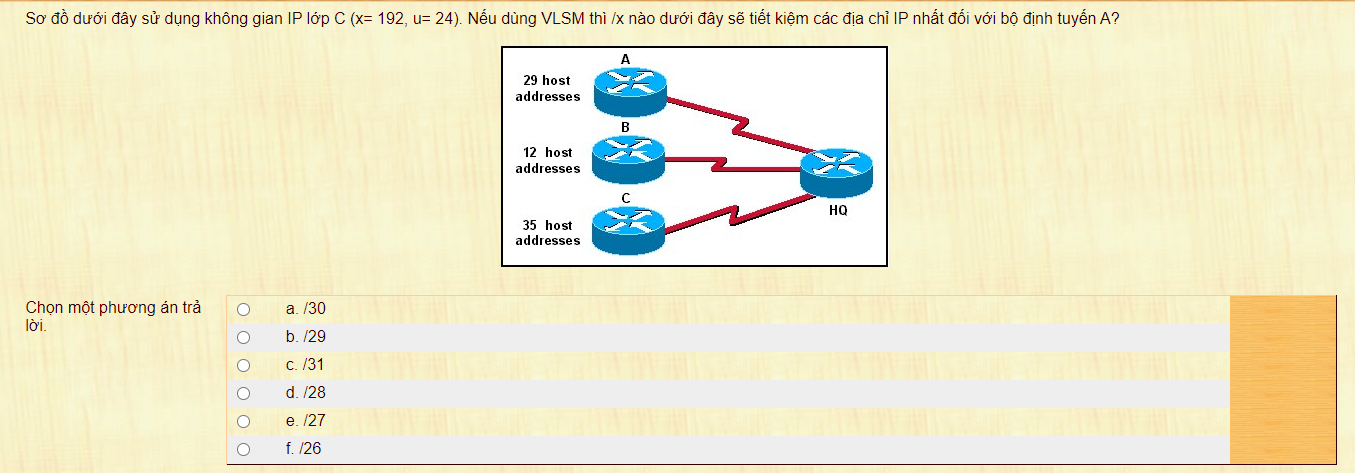 Sơ đồ dưới đây sử dụng không gian IP lớp C (x= 192, u= 24). Nếu dùng VLSM thì /x nào dưới đây sẽ tiết kiệm các địa chỉ IP nhất đối với bộ định tuyến A?
A
29 host
addresses
B
12 host
addresses
C
35 host
addresses
HQ
Chọn một phương án trả
lời.
a. /30
b. /29
c. /31
d. /28
e. /27
f. /26